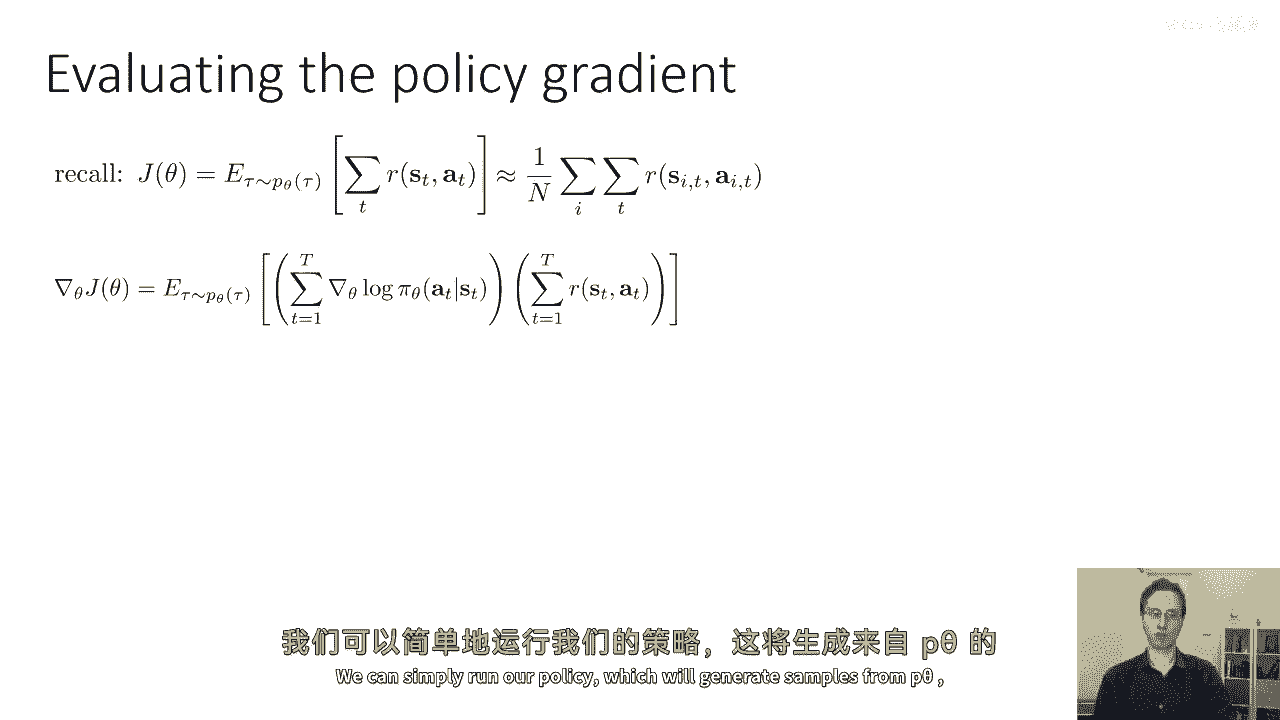 Evaluating the policy gradient
recall: $J(\theta) = E_{\tau \sim p_\theta(\tau)} \left[ \sum_t r(\mathbf{s}_t, \mathbf{a}_t) \right] \approx \frac{1}{N} \sum_i \sum_t r(\mathbf{s}_{i,t}, \mathbf{a}_{i,t})$
$\nabla_\theta J(\theta) = E_{\tau \sim p_\theta(\tau)} \left[ \left( \sum_{t=1}^{T} \nabla_\theta \log \pi_\theta(\mathbf{a}_t | \mathbf{s}_t) \right) \left( \sum_{t=1}^{T} r(\mathbf{s}_t, \mathbf{a}_t) \right) \right]$
我们可以简单地运行我们的策略，这将生成来自 pθ 的
We can simply run our policy, which will generate samples from pθ ,